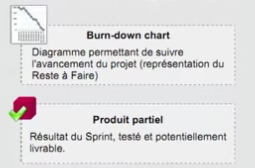 Burn-down chart
Diagramme permettant de suivre
l'avancement du projet (représentation du
Reste à Faire)
Produit partiel
Résultat du Sprint, testé et potentiellement
livrable.